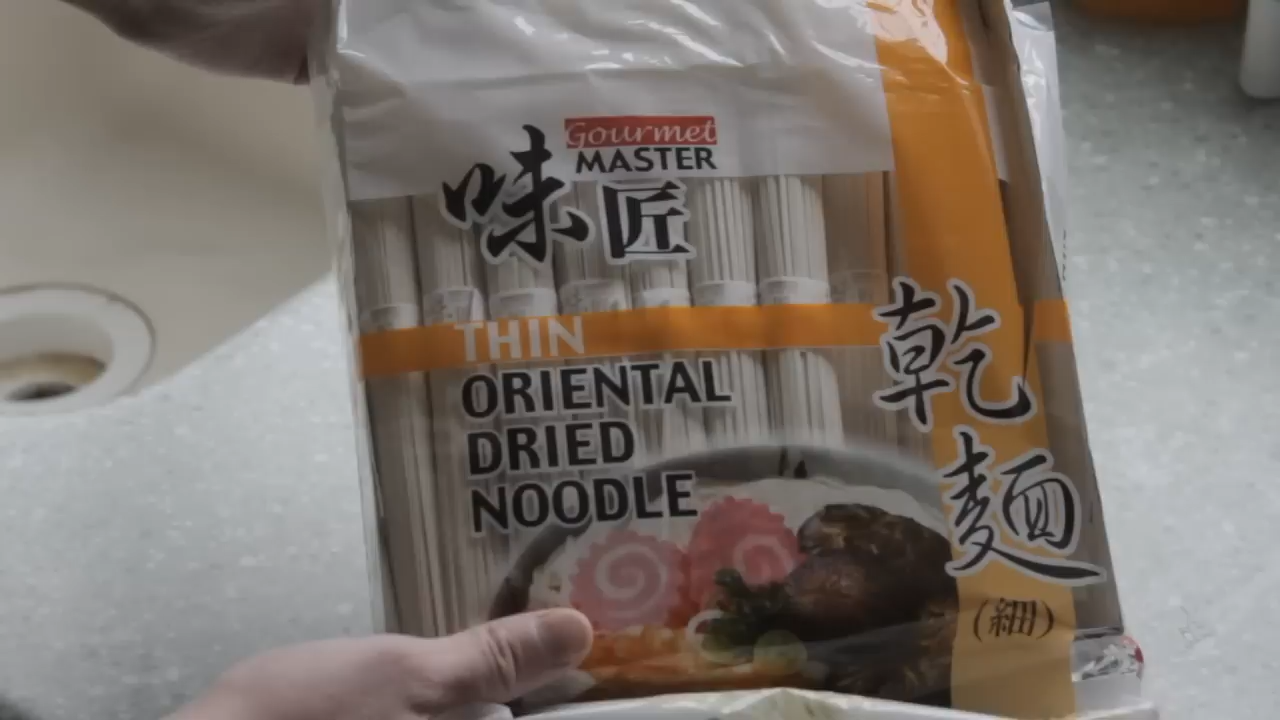 Gourmet
MASTER
味匠
THIN
ORIENTAL
DRIED
NOODLE
乾麵
(細)